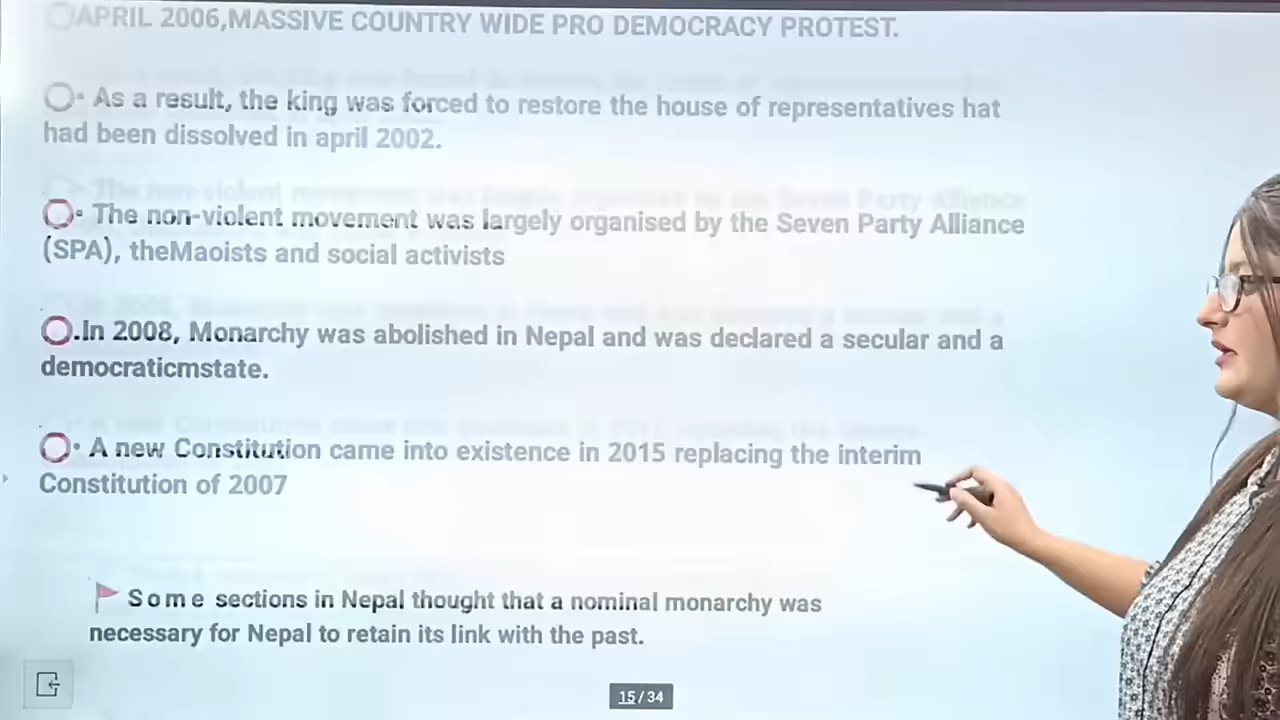 APRIL 2006,MASSIVE COUNTRY WIDE PRO DEMOCRACY PROTEST.
• As a result, the king was forced to restore the house of representatives hat
had been dissolved in april 2002.
• The non-violent movement was largely organised by the Seven Party Alliance
(SPA), theMaoists and social activists
.In 2008, Monarchy was abolished in Nepal and was declared a secular and a
democraticmstate.
• A new Constitution came into existence in 2015 replacing the interim
Constitution of 2007
Some sections in Nepal thought that a nominal monarchy was
necessary for Nepal to retain its link with the past.
15/34